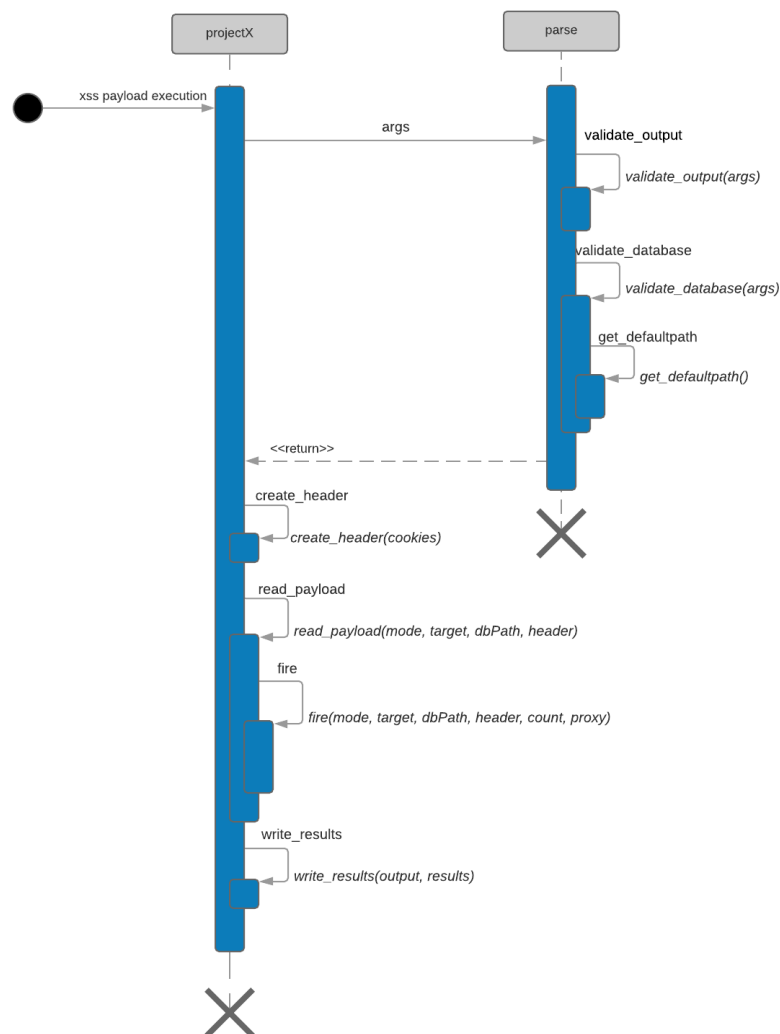 projectX
parse
xss payload execution
args
validate_output
validate_output(args)
validate_database
validate_database(args)
get_defaultpath
get_defaultpath()
<<return>>
create_header
create_header(cookies)
read_payload
read_payload(mode, target, dbPath, header)
fire
fire(mode, target, dbPath, header, count, proxy)
write_results
write_results(output, results)